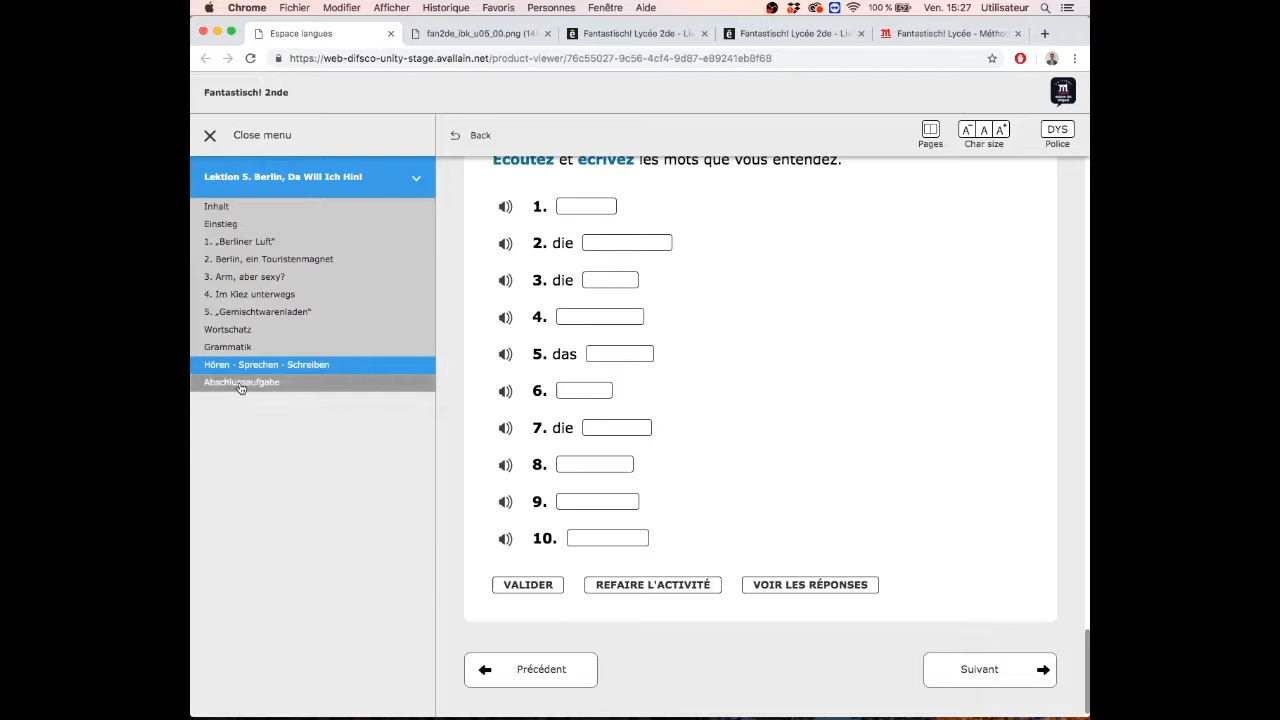 Chrome Fichier Modifier Afficher Historique Favoris Personnes Fenêtre Aide 100 % Ven. 15:27 Utilisateur
Espace langues fan2de_ibk_u05_00.png (14 Fantastisch! Lycée 2de - Liv Fantastisch! Lycée 2de - Liv Fantastisch! Lycée - Métho
https://web-difsco-unity-stage.avallain.net/product-viewer/76c55027-9c56-4cf4-9d87-e89241eb8f68
Fantastisch! 2nde
Close menu
Back
A- A A+
DYS
Pages
Char size
Police
Lektion 5. Berlin, Da Will Ich Hin!
Inhalt
Einstieg
1. „Berliner Luft“
2. Berlin, ein Touristenmagnet
3. Arm, aber sexy?
4. Im Kiez unterwegs
5. „Gemischtwarenladen“
Wortschatz
Grammatik
Hören - Sprechen - Schreiben
Abschlussaufgabe
Écoutez et écrivez les mots que vous entendez.
1.
2. die
3. die
4.
5. das
6.
7. die
8.
9.
10.
VALIDER REFAIRE L'ACTIVITÉ VOIR LES RÉPONSES
Précédent
Suivant